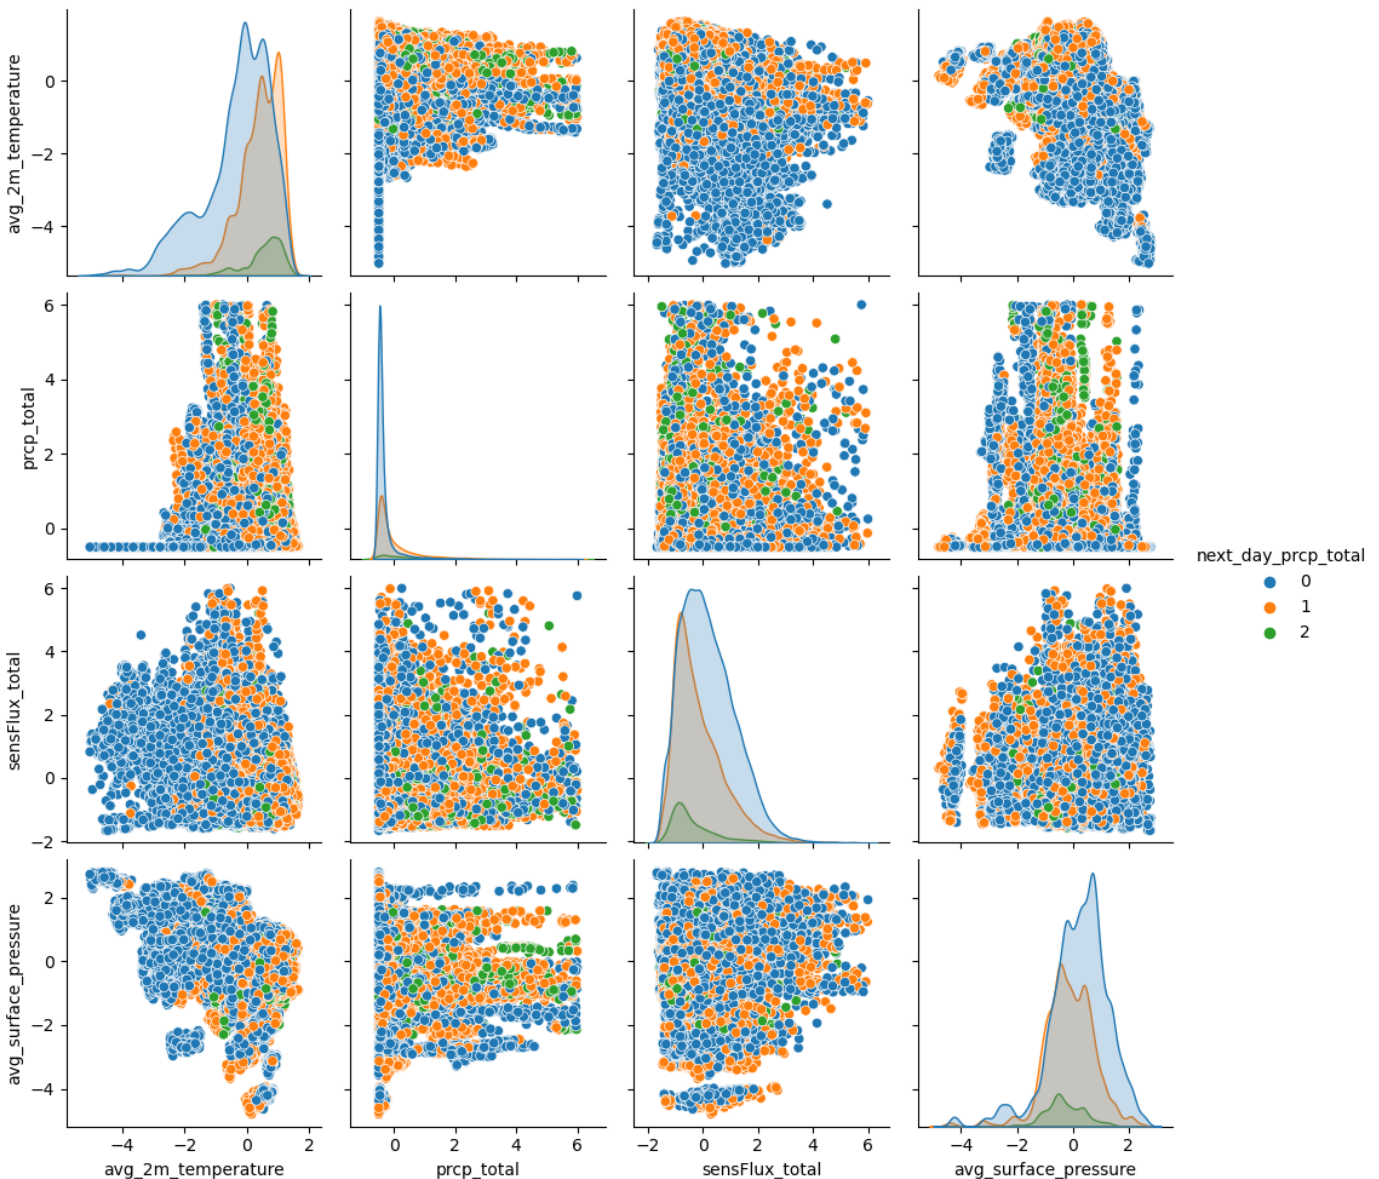 avg_2m_temperature
0
−2
−4
prcp_total
6
4
2
0
next_day_prcp_total
0
1
2
sensFlux_total
6
4
2
0
−2
avg_surface_pressure
2
0
−2
−4
−4 −2 0 2
0 2 4 6
−2 0 2 4 6
−4 −2 0 2
avg_2m_temperature
prcp_total
sensFlux_total
avg_surface_pressure